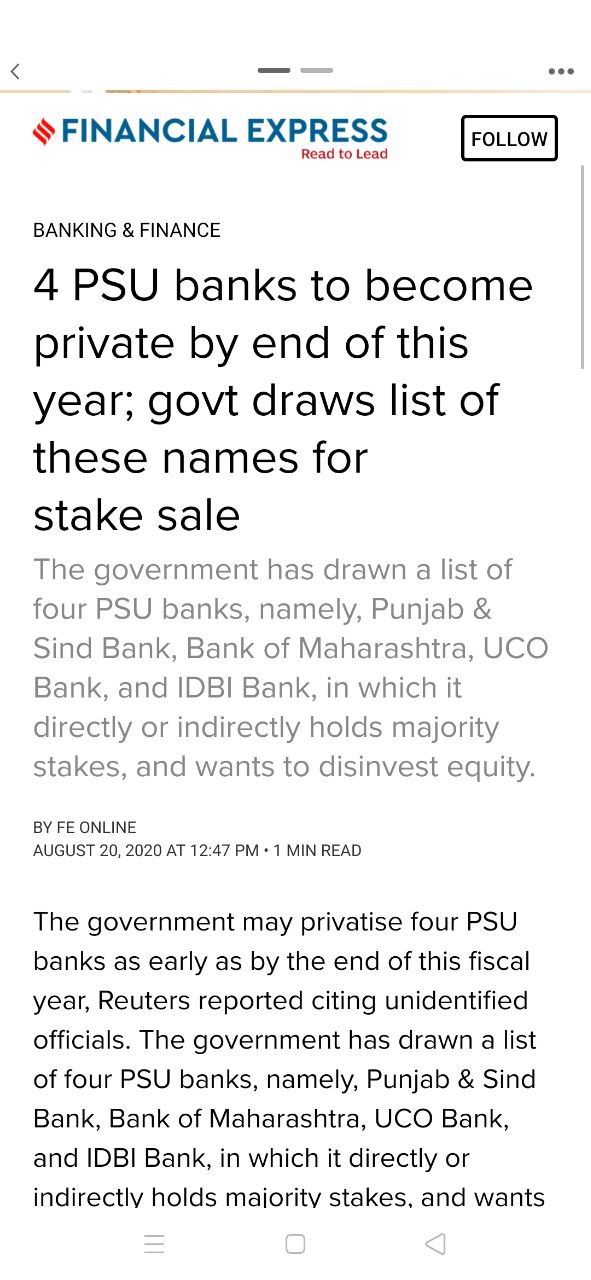 FINANCIAL EXPRESS
Read to Lead
FOLLOW
BANKING & FINANCE
4 PSU banks to become
private by end of this
year; govt draws list of
these names for
stake sale
The government has drawn a list of
four PSU banks, namely, Punjab &
Sind Bank, Bank of Maharashtra, UCO
Bank, and IDBI Bank, in which it
directly or indirectly holds majority
stakes, and wants to disinvest equity.
BY FE ONLINE
AUGUST 20, 2020 AT 12:47 PM • 1 MIN READ
The government may privatise four PSU
banks as early as by the end of this fiscal
year, Reuters reported citing unidentified
officials. The government has drawn a list
of four PSU banks, namely, Punjab & Sind
Bank, Bank of Maharashtra, UCO Bank,
and IDBI Bank, in which it directly or
indirectly holds majority stakes, and wants